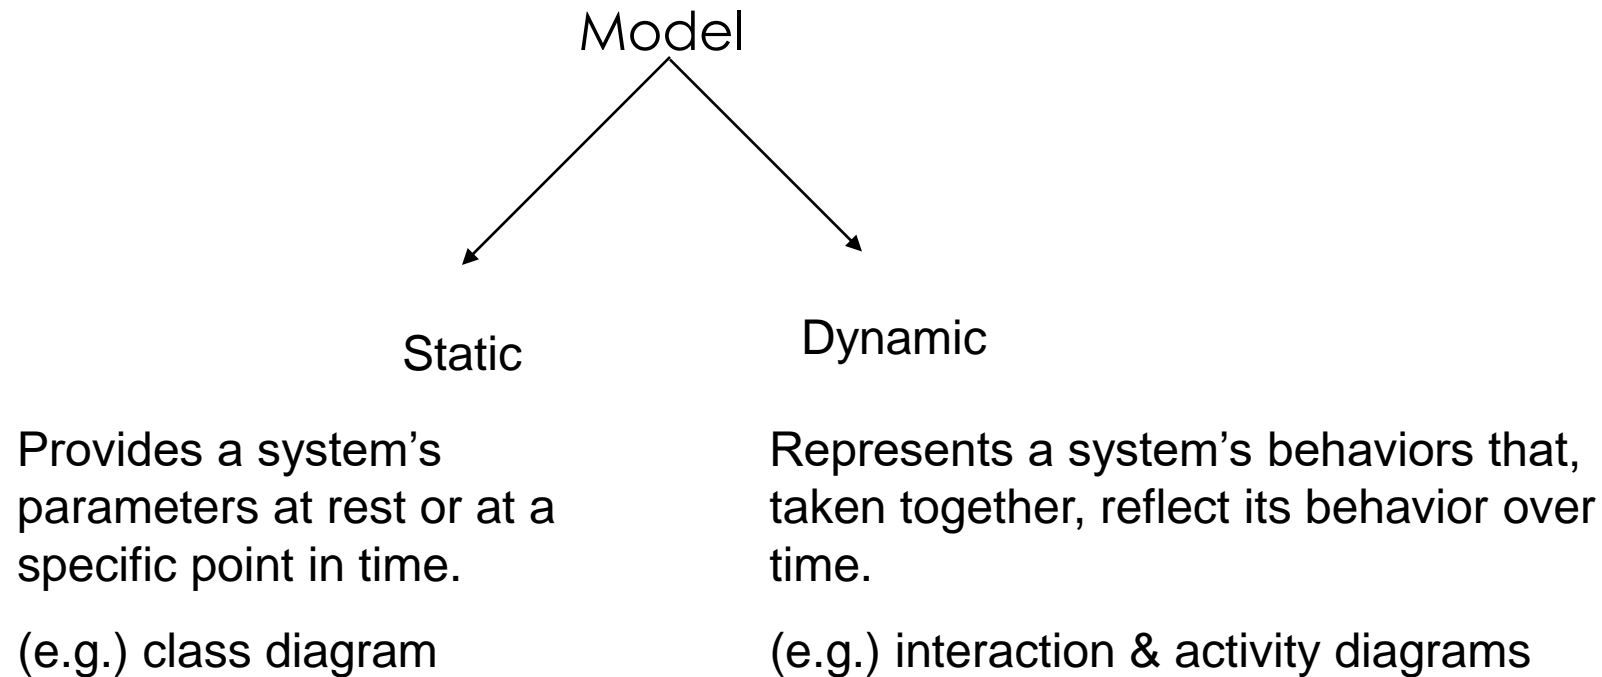 Model
Static
Dynamic
Provides a system’s
parameters at rest or at a
specific point in time.
(e.g.) class diagram
Represents a system’s behaviors that,
taken together, reflect its behavior over
time.
(e.g.) interaction & activity diagrams